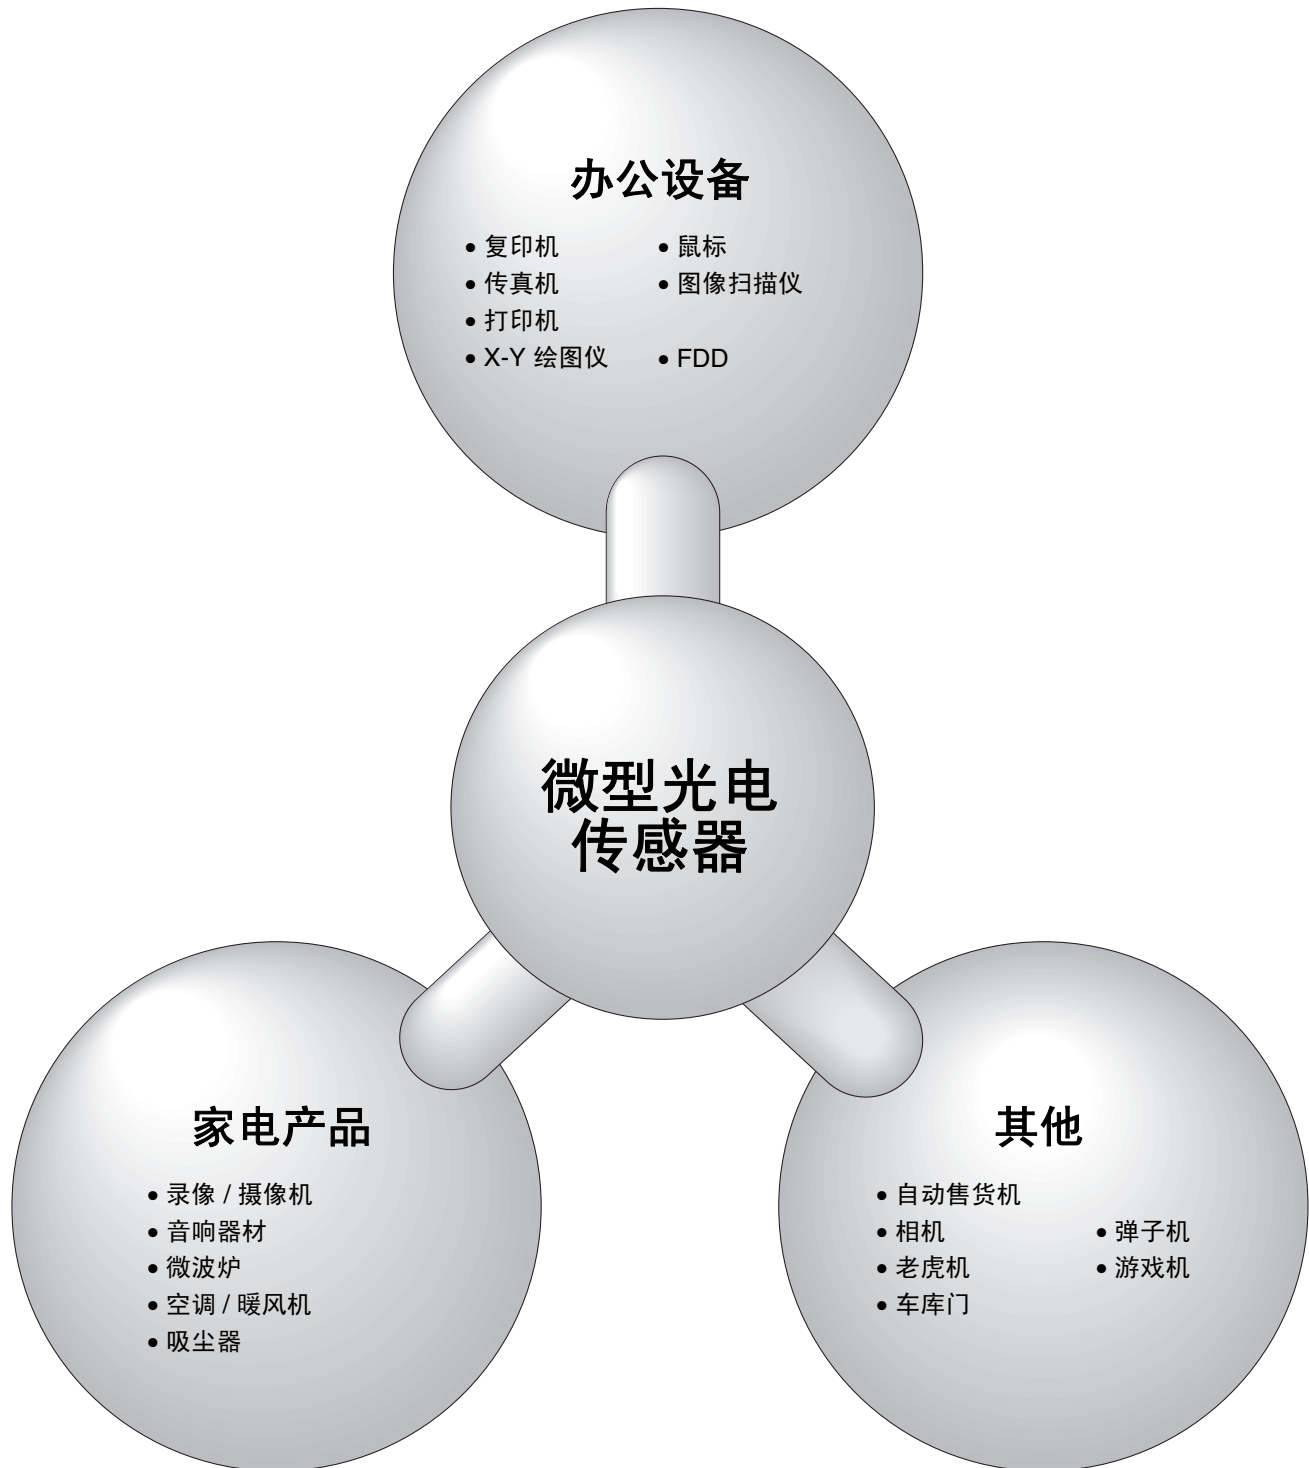 办公设备
• 复印机
• 鼠标
• 传真机
• 图像扫描仪
• 打印机
• X-Y 绘图仪
• FDD
微型光电
传感器
家电产品
• 录像 / 摄像机
• 音响器材
• 微波炉
• 空调 / 暖风机
• 吸尘器
其他
• 自动售货机
• 相机
• 弹子机
• 老虎机
• 游戏机
• 车库门